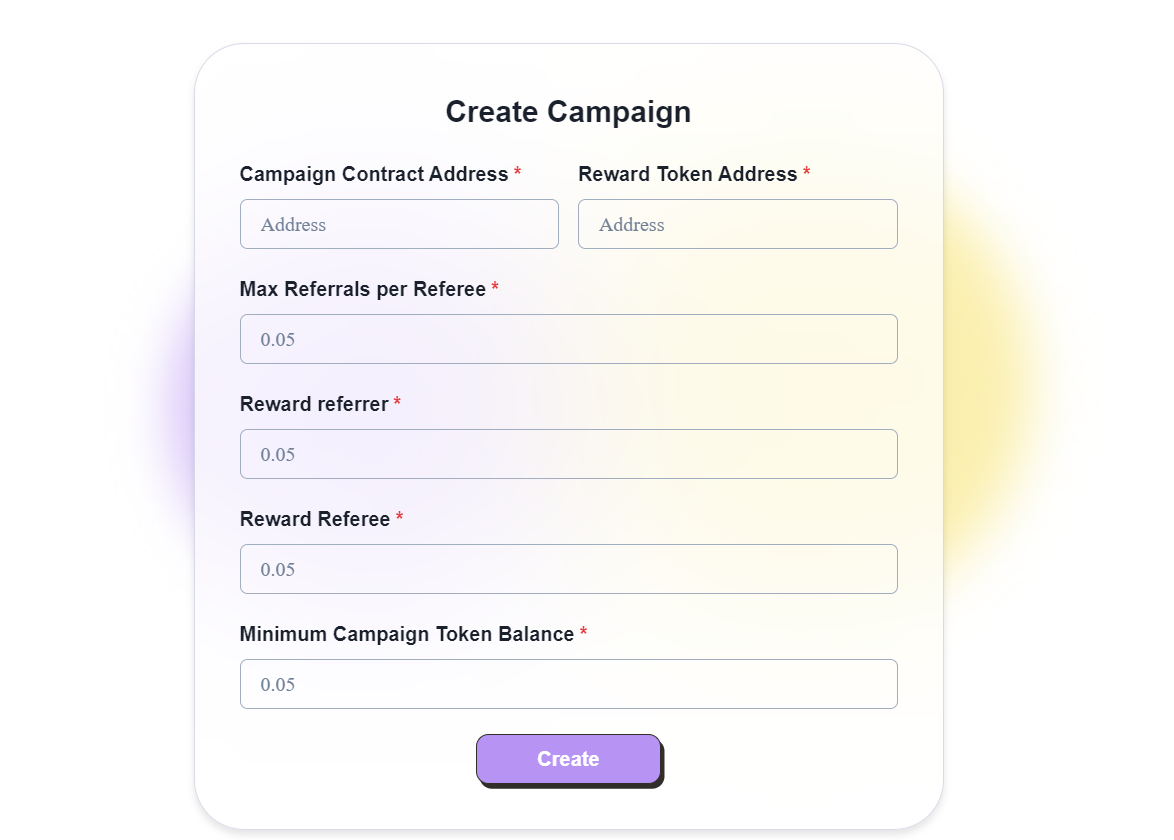 Create Campaign
Campaign Contract Address * Reward Token Address *
Address Address
Max Referrals per Referee *
0.05
Reward referrer *
0.05
Reward Referee *
0.05
Minimum Campaign Token Balance *
0.05
Create